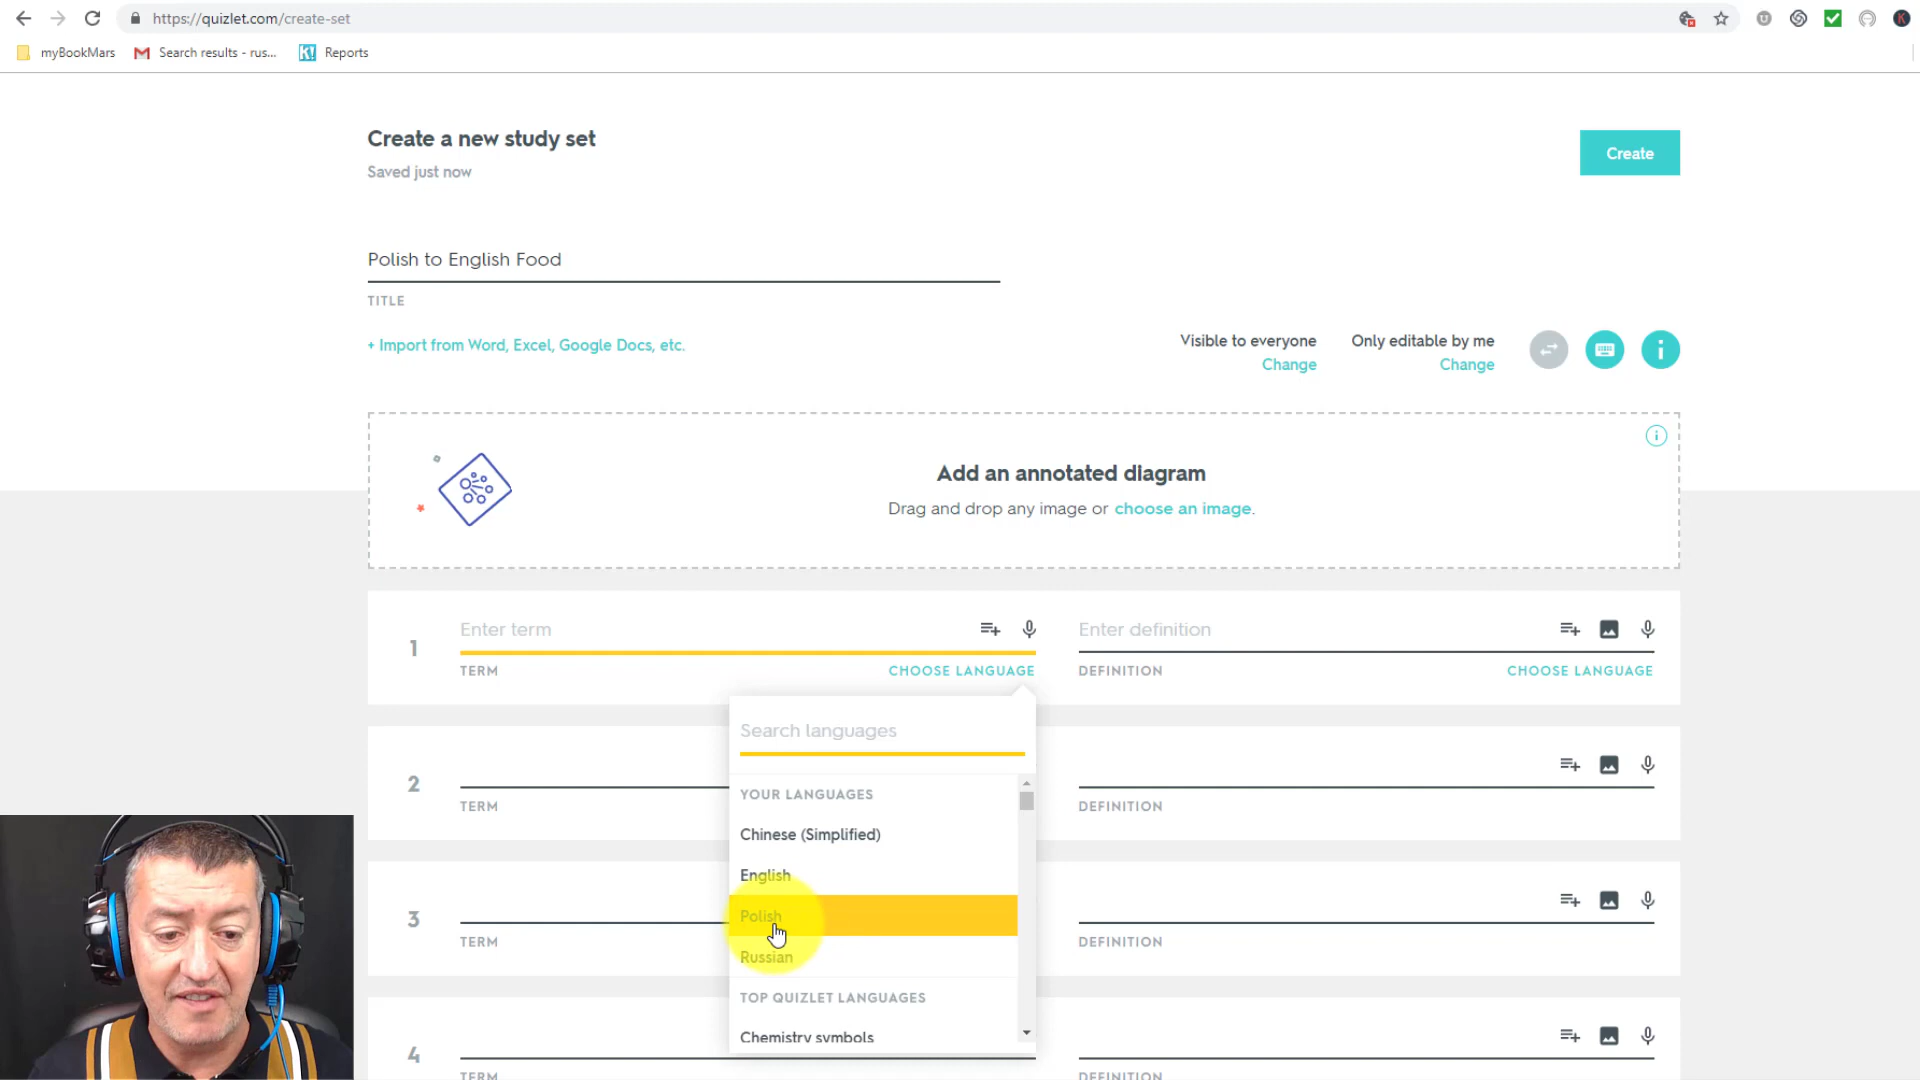 https://quizlet.com/create-set
myBookMars
Search results - rus...
Reports
Create a new study set
Saved just now
Create
Polish to English Food
TITLE
+ Import from Word, Excel, Google Docs, etc.
Visible to everyone
Change
Only editable by me
Change
Add an annotated diagram
Drag and drop any image or choose an image.
1
Enter term
TERM
CHOOSE LANGUAGE
Enter definition
DEFINITION
CHOOSE LANGUAGE
Search languages
YOUR LANGUAGES
Chinese (Simplified)
English
Polish
Russian
TOP QUIZLET LANGUAGES
Chemistry symbols
2
TERM
DEFINITION
3
TERM
DEFINITION
4
TERM
DEFINITION